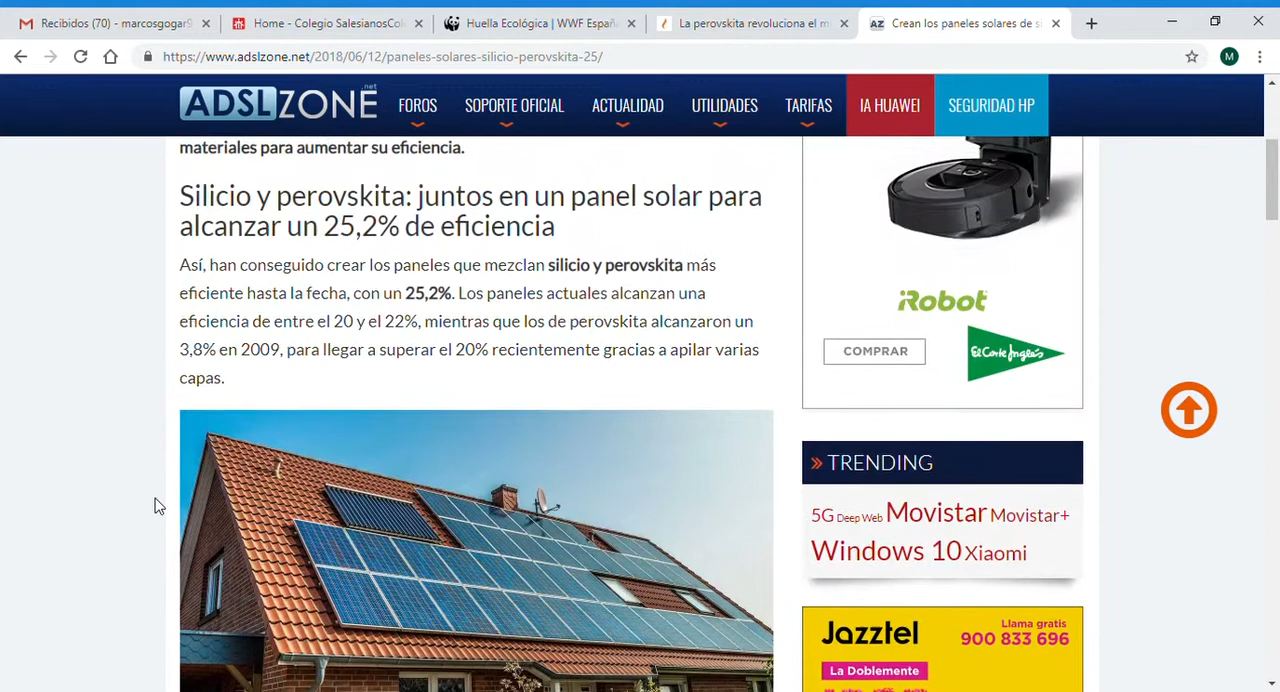 Recibidos (70) - marcosgogar9
Home - Colegio SalesianosCol
Huella Ecológica | WWF Españ
La perovskita revoluciona el m
AZ
Crean los paneles solares de si
https://www.adslzone.net/2018/06/12/paneles-solares-silicio-perovskita-25/
M
ADSLZONE .net
FOROS
SOPORTE OFICIAL
ACTUALIDAD
UTILIDADES
TARIFAS
IA HUAWEI
SEGURIDAD HP
materiales para aumentar su eficiencia.
Silicio y perovskita: juntos en un panel solar para
alcanzar un 25,2% de eficiencia
Así, han conseguido crear los paneles que mezclan silicio y perovskita más
eficiente hasta la fecha, con un 25,2%. Los paneles actuales alcanzan una
eficiencia de entre el 20 y el 22%, mientras que los de perovskita alcanzaron un
3,8% en 2009, para llegar a superar el 20% recientemente gracias a apilar varias
capas.
iRobot
COMPRAR
El Corte Inglés
» TRENDING
5G Deep Web Movistar Movistar+
Windows 10 Xiaomi
Jazztel
Llama gratis
900 833 696
La Doblemente